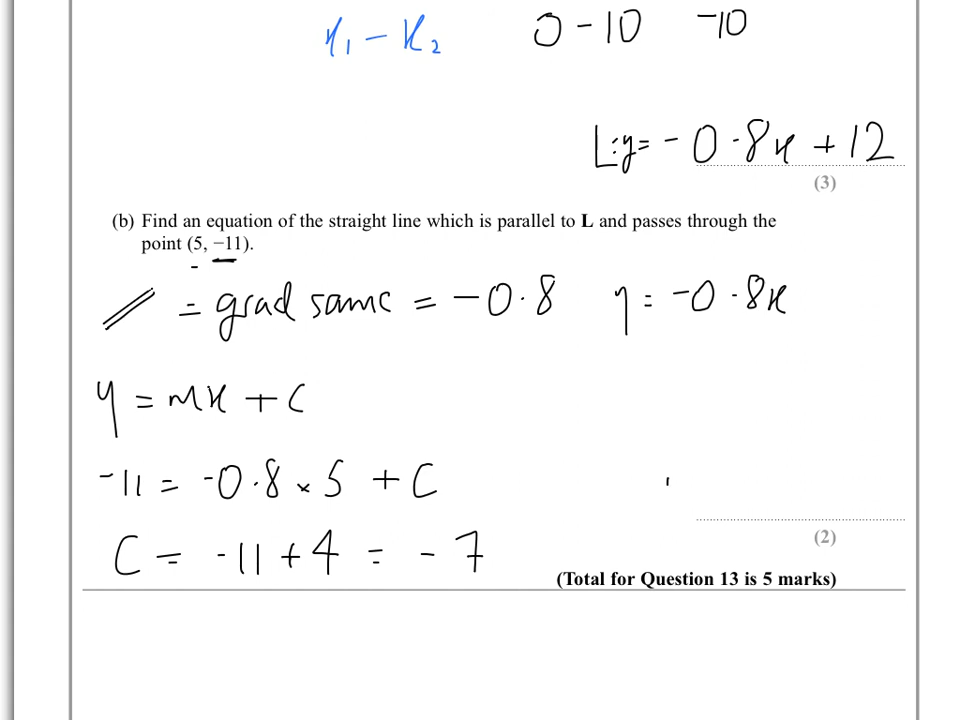 x₁ - x₂ 0 - 10 -10
L: y = -0.8x + 12
(3)
(b) Find an equation of the straight line which is parallel to L and passes through the
point (5, −11).
// = grad same = -0.8 y = -0.8x
y = mx + c
-11 = -0.8 × 5 + C
C = -11 + 4 = -7
(2)
(Total for Question 13 is 5 marks)